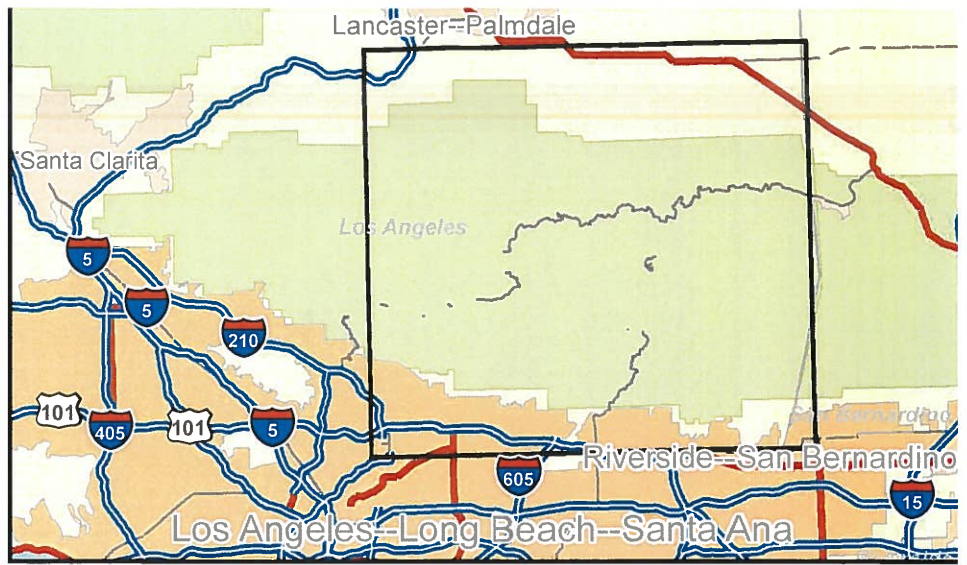 Lancaster--Palmdale
Santa Clarita
Los Angeles
5
5
210
101
405
101
5
San Bernardino
Riverside--San Bernardino
605
15
Los Angeles--Long Beach--Santa Ana